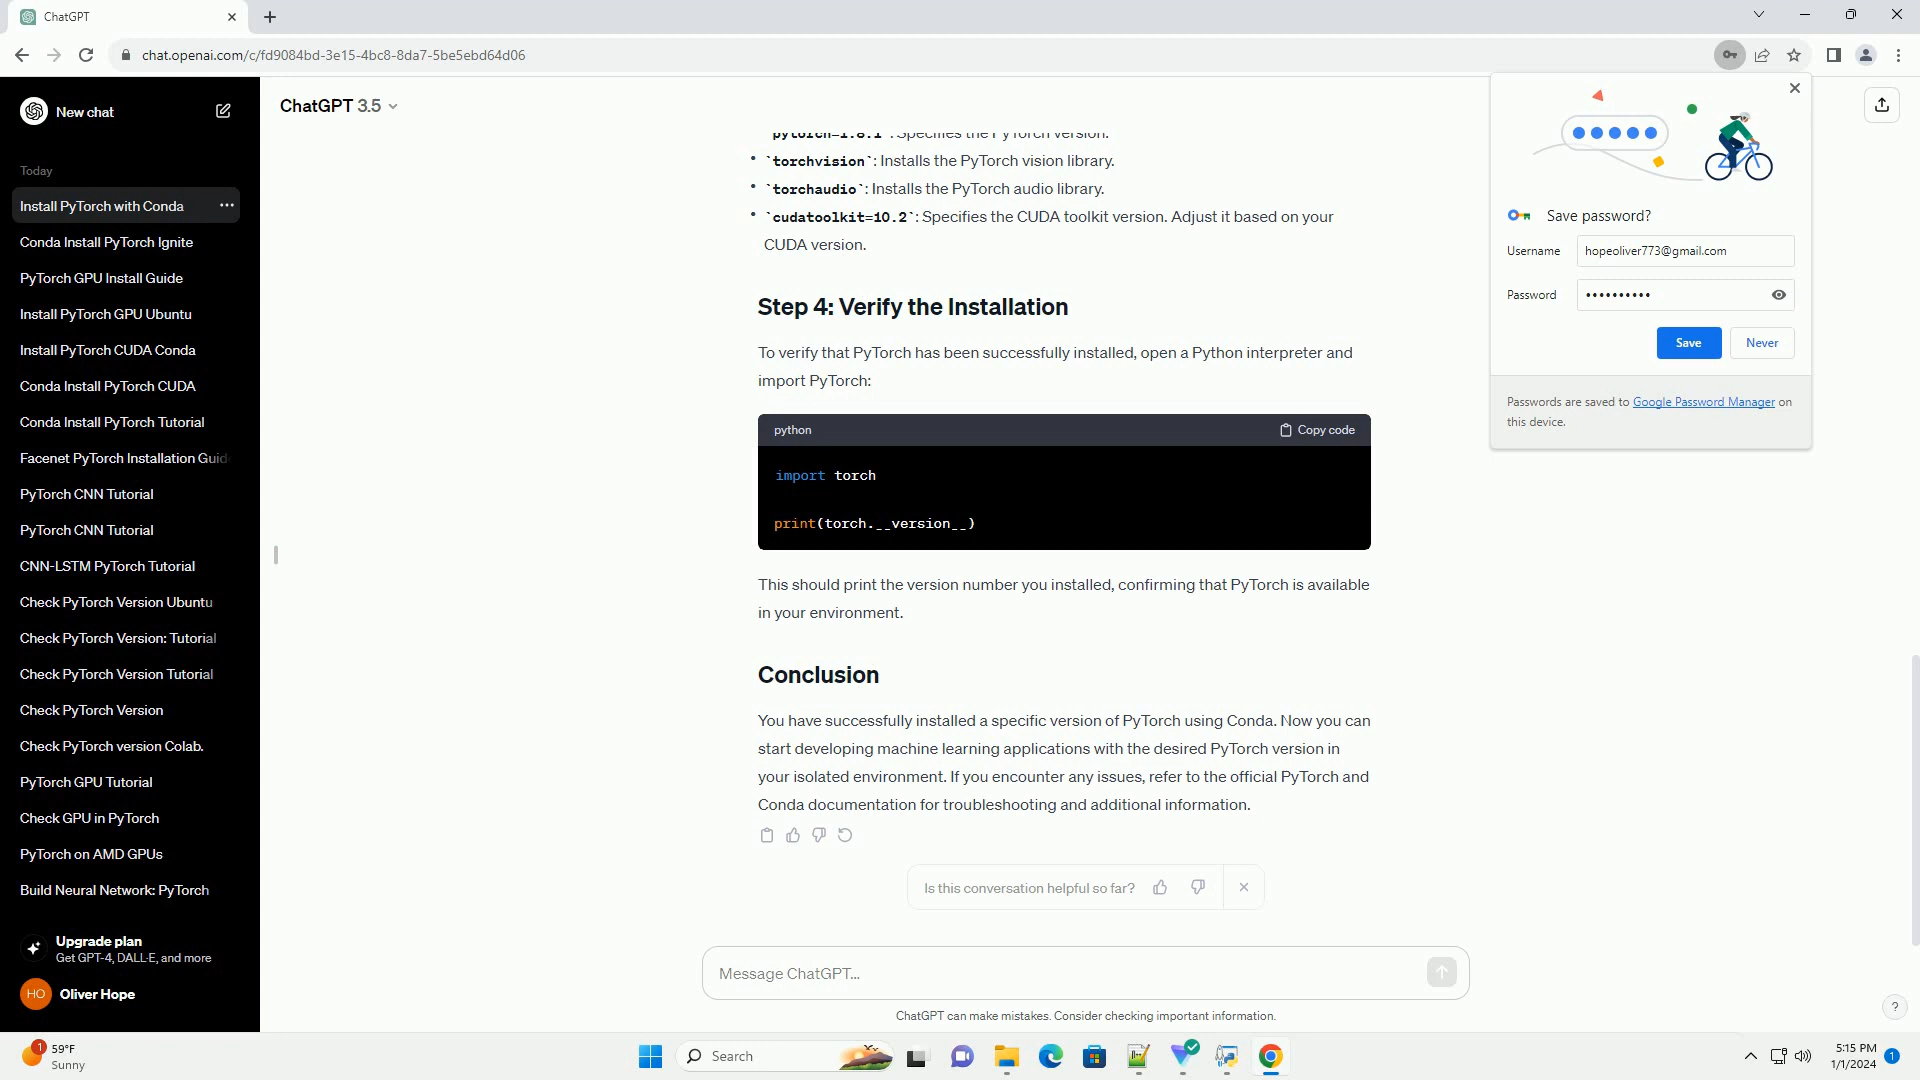 ChatGPT
chat.openai.com/c/fd9084bd-3e15-4bc8-8da7-5be5ebd64d06
New chat
Today
Install PyTorch with Conda
Conda Install PyTorch Ignite
PyTorch GPU Install Guide
Install PyTorch GPU Ubuntu
Install PyTorch CUDA Conda
Conda Install PyTorch CUDA
Conda Install PyTorch Tutorial
Facenet PyTorch Installation Guide
PyTorch CNN Tutorial
PyTorch CNN Tutorial
CNN-LSTM PyTorch Tutorial
Check PyTorch Version Ubuntu
Check PyTorch Version: Tutorial
Check PyTorch Version Tutorial
Check PyTorch Version
Check PyTorch version Colab.
PyTorch GPU Tutorial
Check GPU in PyTorch
PyTorch on AMD GPUs
Build Neural Network: PyTorch
Upgrade plan
Get GPT-4, DALL·E, and more
HO Oliver Hope
ChatGPT 3.5
`pytorch=1.8.1`: Specifies the PyTorch version.
• `torchvision`: Installs the PyTorch vision library.
• `torchaudio`: Installs the PyTorch audio library.
• `cudatoolkit=10.2`: Specifies the CUDA toolkit version. Adjust it based on your
CUDA version.
Step 4: Verify the Installation
To verify that PyTorch has been successfully installed, open a Python interpreter and
import PyTorch:
python Copy code
import torch
print(torch.__version__)
This should print the version number you installed, confirming that PyTorch is available
in your environment.
Conclusion
You have successfully installed a specific version of PyTorch using Conda. Now you can
start developing machine learning applications with the desired PyTorch version in
your isolated environment. If you encounter any issues, refer to the official PyTorch and
Conda documentation for troubleshooting and additional information.
Is this conversation helpful so far?
Message ChatGPT...
ChatGPT can make mistakes. Consider checking important information.
?
Save password?
Username hopeoliver773@gmail.com
Password ••••••••••
Save Never
Passwords are saved to Google Password Manager on
this device.
1
59°F
Sunny
Search
5:15 PM
1/1/2024
1